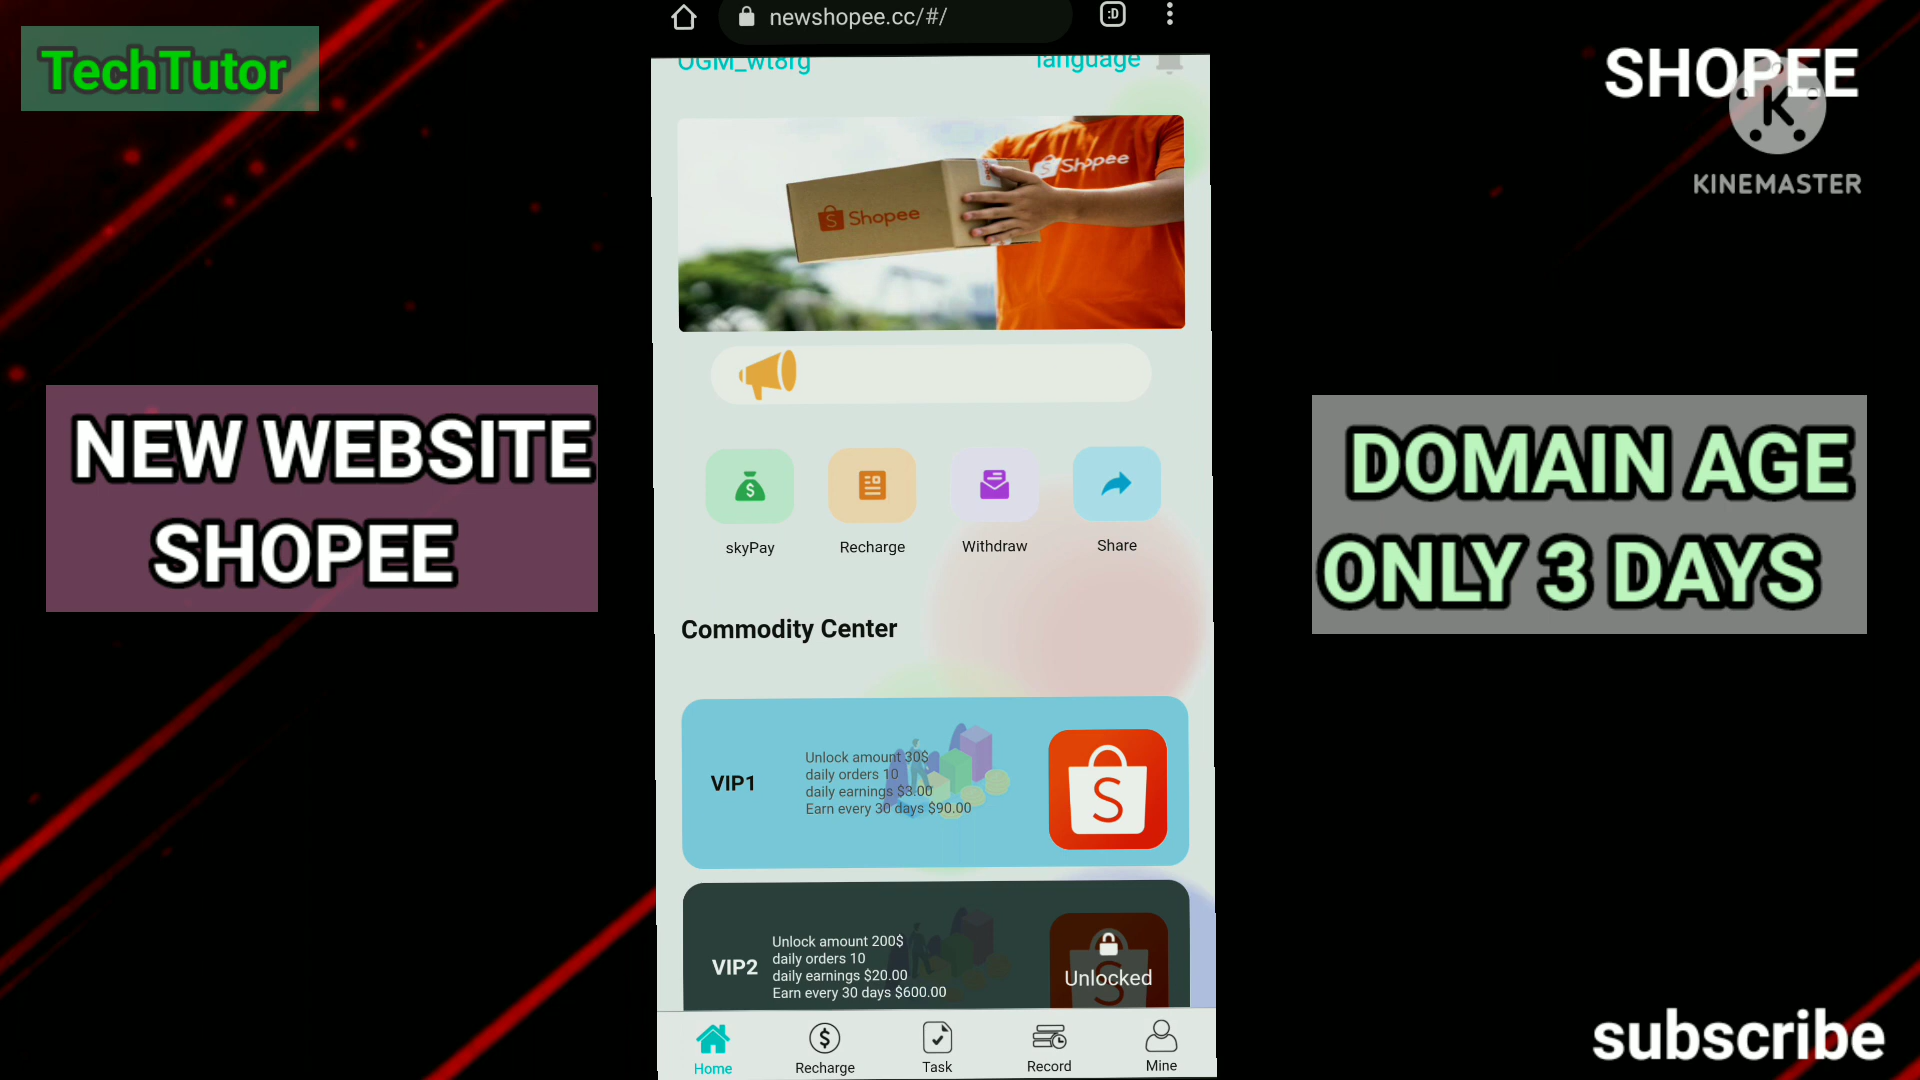 newshopee.cc/#/
:D
TechTutor
SHOPEE
KINEMASTER
UGM_wt8rg
language
Shopee
Shopee
NEW WEBSITE
SHOPEE
DOMAIN AGE
ONLY 3 DAYS
skyPay
Recharge
Withdraw
Share
Commodity Center
VIP1
Unlock amount 30$
daily orders 10
daily earnings $3.00
Earn every 30 days $90.00
VIP2
Unlock amount 200$
daily orders 10
daily earnings $20.00
Earn every 30 days $600.00
Unlocked
Home
Recharge
Task
Record
Mine
subscribe